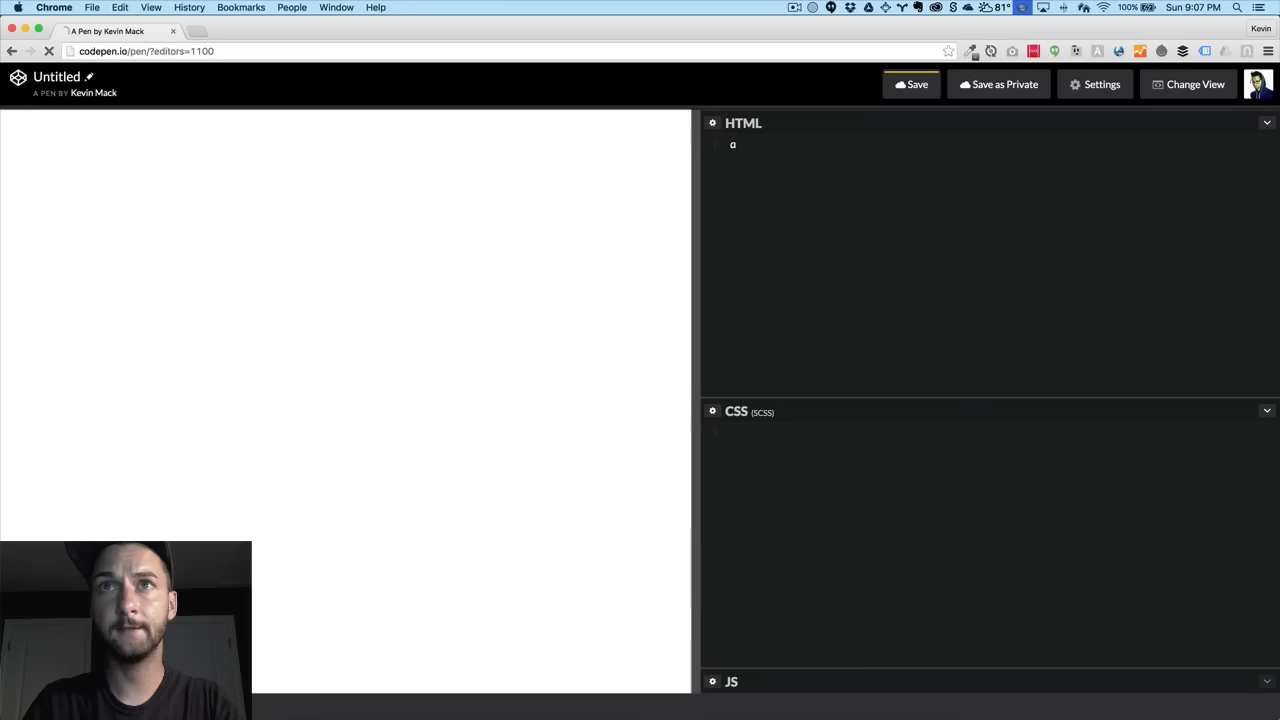 Chrome File Edit View History Bookmarks People Window Help 81° 100% Sun 9:07 PM
A Pen by Kevin Mack Kevin
codepen.io/pen/?editors=1100
Untitled
A PEN BY Kevin Mack
Save Save as Private Settings Change View
HTML
1 a
CSS (SCSS)
1
JS